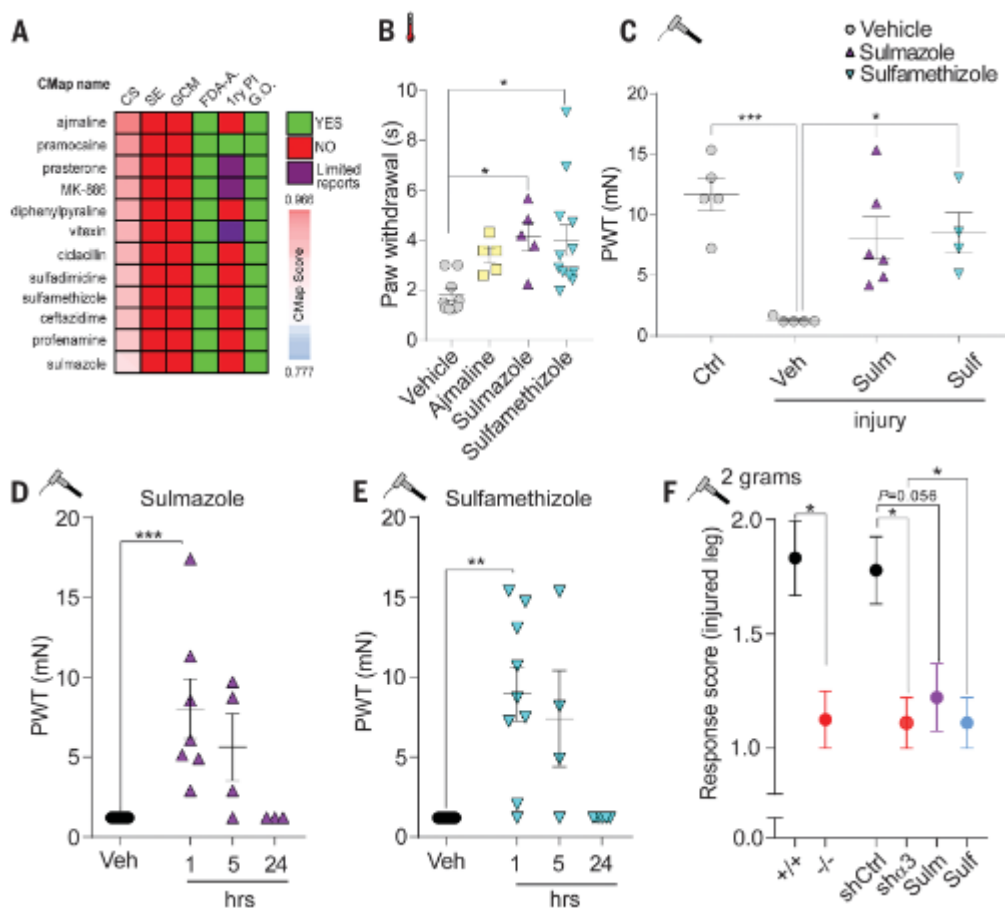 A
CMap name
CS
SE
GCM
FDA-A.
1ry PI
G.O.
ajmaline
pramocaine
prasterone
MK-886
diphenylpyraline
vitexin
ciclacillin
sulfadimidine
sulfamethizole
ceftazidime
profenamine
sulmazole
YES
NO
Limited
reports
0.966
CMap Score
0.777
B
Paw withdrawal (s)
10
8
6
4
2
0
*
*
Vehicle
Ajmaline
Sulmazole
Sulfamethizole
C
Vehicle
Sulmazole
Sulfamethizole
PWT (mN)
20
15
10
5
0
***
*
Ctrl
Veh
Sulm
Sulf
injury
D
Sulmazole
PWT (mN)
20
15
10
5
0
***
Veh
1
5
24
hrs
E
Sulfamethizole
PWT (mN)
20
15
10
5
0
**
Veh
1
5
24
hrs
F
2 grams
Response score (injured leg)
2.0
1.5
1.0
0.0
*
P=0.056
*
*
+/+
-/-
shCtrl
shα3
Sulm
Sulf